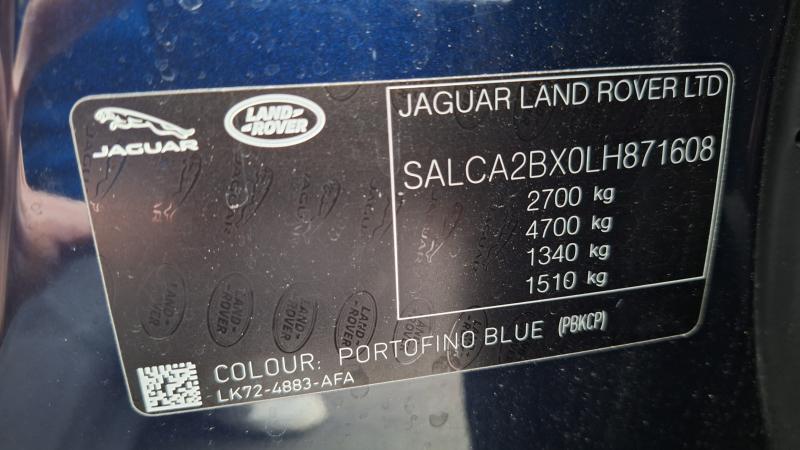 JAGUAR
LAND
ROVER
JAGUAR LAND ROVER LTD
SALCA2BX0LH871608
2700 kg
4700 kg
1340 kg
1510 kg
COLOUR: PORTOFINO BLUE (PBKCP)
LK72-4883-AFA